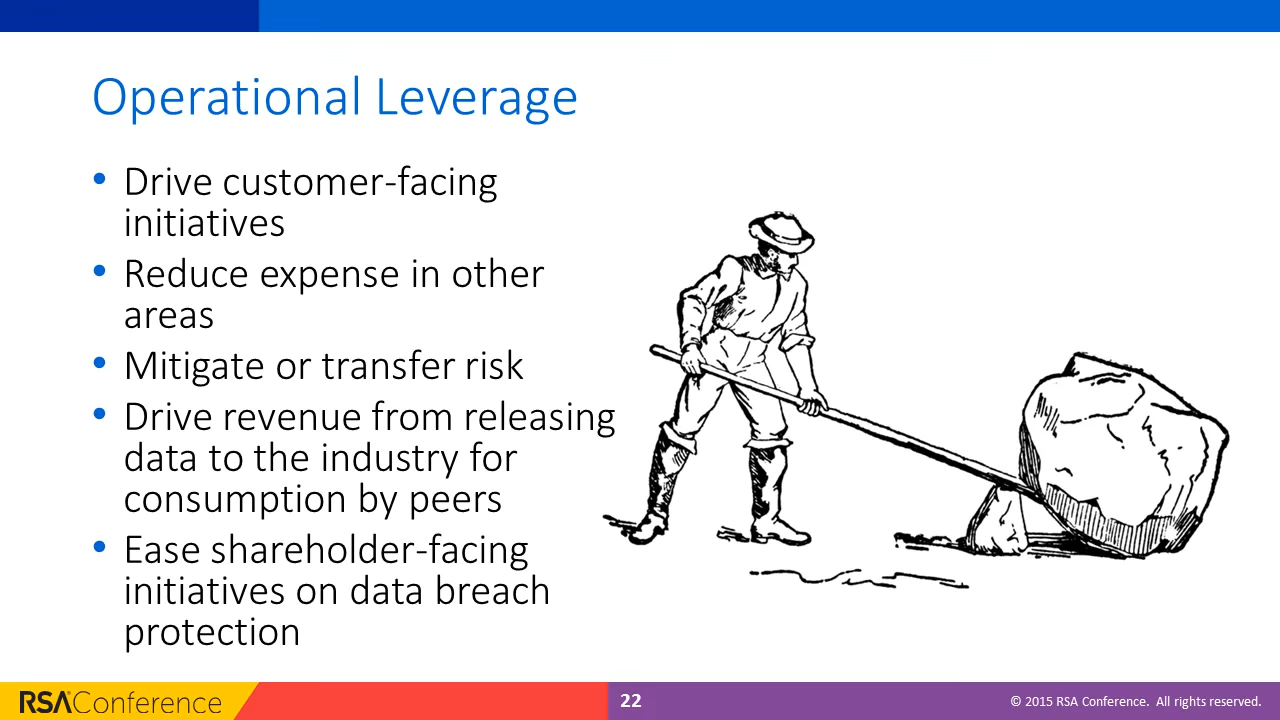 Operational Leverage
• Drive customer-facing
initiatives
• Reduce expense in other
areas
• Mitigate or transfer risk
• Drive revenue from releasing
data to the industry for
consumption by peers
• Ease shareholder-facing
initiatives on data breach
protection
RSAConference
22
© 2015 RSA Conference. All rights reserved.